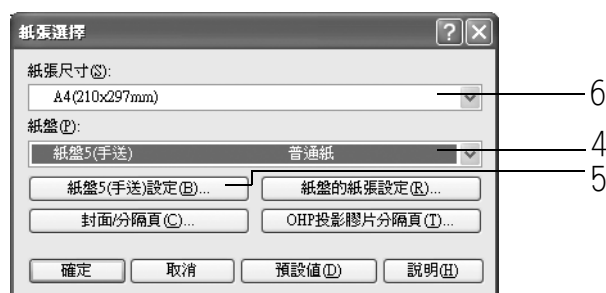 紙張選擇
紙張尺寸(S):
A4(210x297mm) 6
紙盤(P):
紙盤5(手送) 普通紙 4
紙盤5(手送)設定(B)... 紙盤的紙張設定(R)... 5
封面/分隔頁(C)... OHP投影膠片分隔頁(T)...
確定 取消 預設值(D) 說明(H)